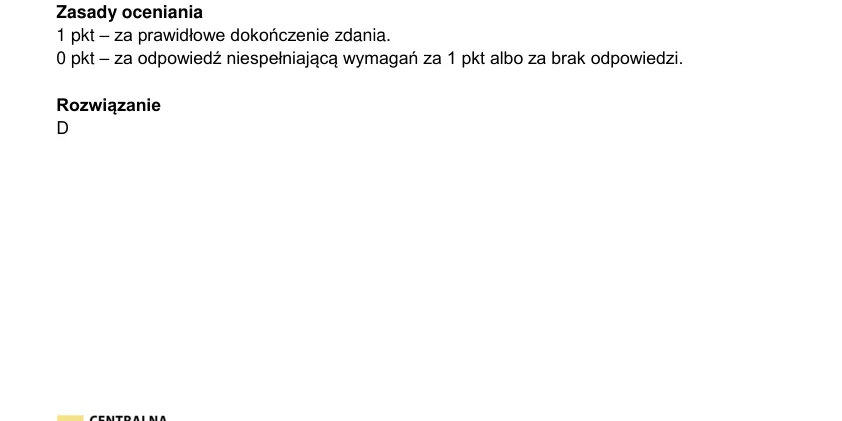 Zasady oceniania
1 pkt – za prawidłowe dokończenie zdania.
0 pkt – za odpowiedź niespełniającą wymagań za 1 pkt albo za brak odpowiedzi.
Rozwiązanie
D
CENTRALNA